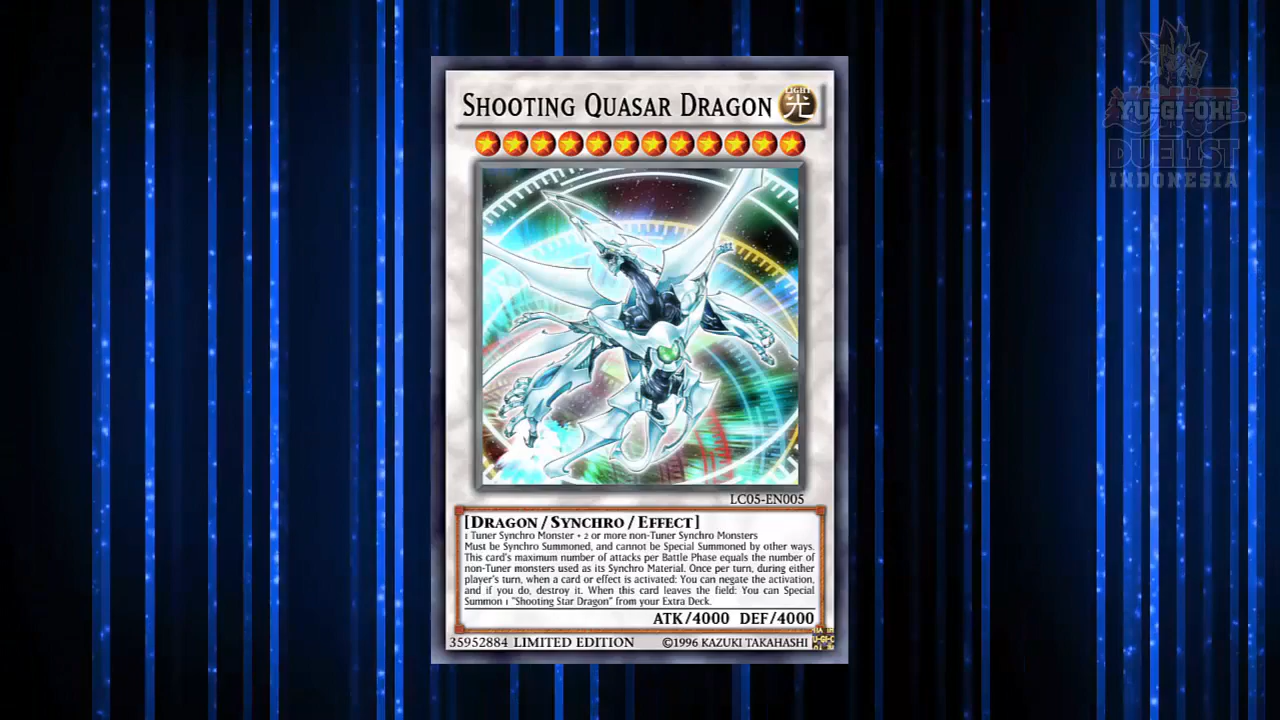 SHOOTING QUASAR DRAGON
LIGHT
光
YU-GI-OH!
DUELIST
INDONESIA
LC05-EN005
[DRAGON / SYNCHRO / EFFECT]
1 Tuner Synchro Monster + 2 or more non-Tuner Synchro Monsters
Must be Synchro Summoned, and cannot be Special Summoned by other ways.
This card's maximum number of attacks per Battle Phase equals the number of
non-Tuner monsters used as its Synchro Material. Once per turn, during either
player's turn, when a card or effect is activated: You can negate the activation,
and if you do, destroy it. When this card leaves the field: You can Special
Summon 1 "Shooting Star Dragon" from your Extra Deck.
ATK/4000 DEF/4000
35952884 LIMITED EDITION
©1996 KAZUKI TAKAHASHI